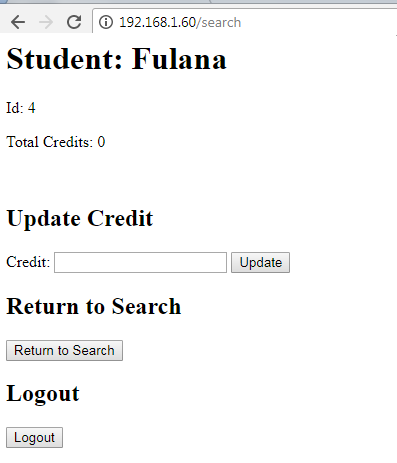 192.168.1.60/search
Student: Fulana
Id: 4
Total Credits: 0
Update Credit
Credit: Update
Return to Search
Return to Search
Logout
Logout